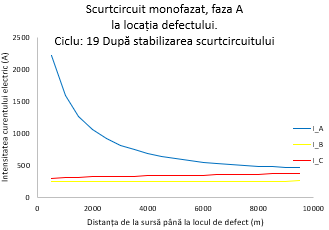 Scurtcircuit monofazat, faza A
la locația defectului.
Ciclu: 19 După stabilizarea scurtcircuitului
Intensitatea curentului electric (A)
2500
2000
1500
1000
500
0
0 2000 4000 6000 8000 10000
Distanța de la sursă până la locul de defect (m)
I_A
I_B
I_C